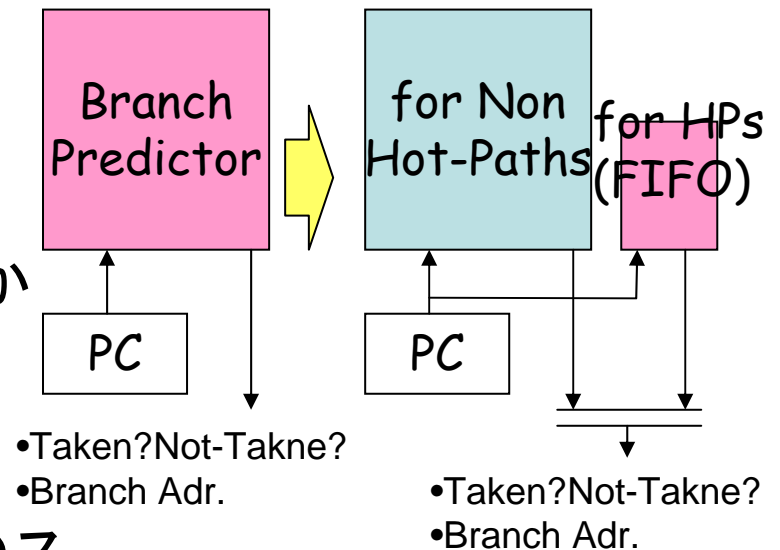 Branch
Predictor
for Non
Hot-Paths
for HPs
(FIFO)
か
PC
PC
•Taken?Not-Takne?
•Branch Adr.
•Taken?Not-Takne?
•Branch Adr.